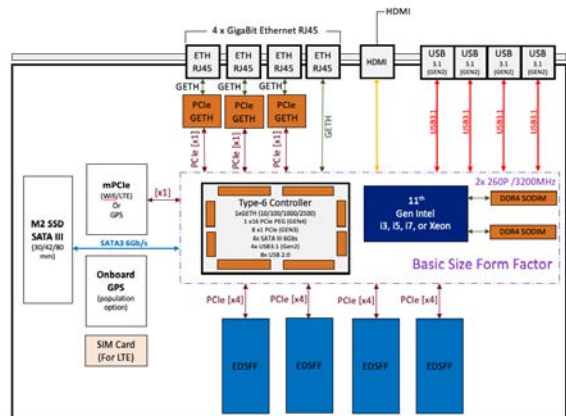 HDMI
4 x GigaBit Ethernet RJ45
ETH
RJ45
ETH
RJ45
ETH
RJ45
ETH
RJ45
HDMI
USB
3.1
(GEN2)
USB
3.1
(GEN2)
USB
3.1
(GEN2)
USB
3.1
(GEN2)
GETH
GETH
GETH
PCIe
GETH
PCIe
GETH
PCIe
GETH
GETH
USB3.1
USB3.1
USB3.1
USB3.1
PCIe [x1]
PCIe [x1]
PCIe [x1]
mPCIe
(Wifi/LTE)
Or
GPS
[x1]
M2 SSD
SATA III
(30/42/80
mm)
SATA3 6Gb/s
Onboard
GPS
(population
option)
SIM Card
(For LTE)
Type-6 Controller
1xGETH (10/100/1000/2500)
1 x16 PCIe PEG (GEN4)
8 x1 PCIe (GEN3)
4x SATA III 6Gbs
4x USB3.1 (Gen2)
8x USB 2.0
11th
Gen Intel
i3, i5, i7, or Xeon
2x 260P /3200MHz
DDR4 SODIM
DDR4 SODIM
Basic Size Form Factor
PCIe [x4]
PCIe [x4]
PCIe [x4]
PCIe [x4]
EDSFF
EDSFF
EDSFF
EDSFF